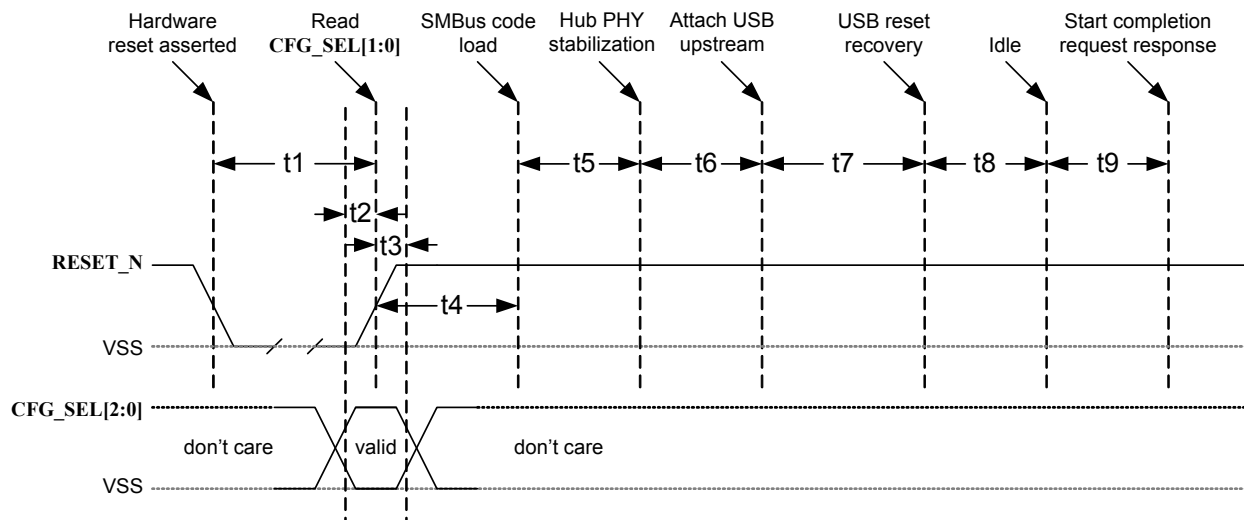 Hardware
reset asserted
Read
CFG_SEL[1:0]
SMBus code
load
Hub PHY
stabilization
Attach USB
upstream
USB reset
recovery
Idle
Start completion
request response
t1
t5
t6
t7
t8
t9
t2
t3
RESET_N
t4
VSS
CFG_SEL[2:0]
don't care
valid
don't care
VSS